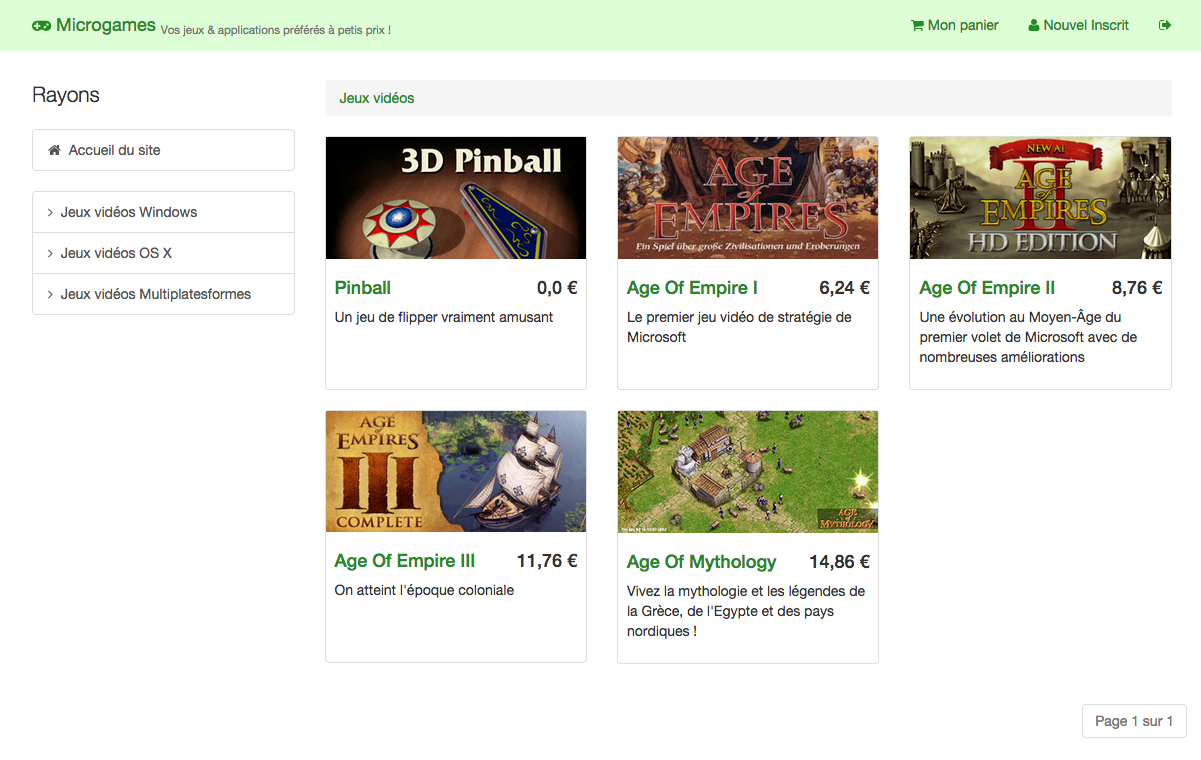 Microgames Vos jeux & applications préférés à petis prix !
Mon panier
Nouvel Inscrit
Rayons
Accueil du site
Jeux vidéos Windows
Jeux vidéos OS X
Jeux vidéos Multiplatesformes
Jeux vidéos
3D Pinball
Pinball 0,0 €
Un jeu de flipper vraiment amusant
AGE
of
EMPIRES
Ein Spiel über große Zivilisationen und Eroberungen
Age Of Empire I 6,24 €
Le premier jeu vidéo de stratégie de
Microsoft
NEW AI
II
AGE
of
EMPIRES
HD EDITION
Age Of Empire II 8,76 €
Une évolution au Moyen-Âge du
premier volet de Microsoft avec de
nombreuses améliorations
AGE
of
EMPIRES
III
COMPLETE
Age Of Empire III 11,76 €
On atteint l'époque coloniale
AGE
of
MYTHOLOGY
Age Of Mythology 14,86 €
Vivez la mythologie et les légendes de
la Grèce, de l'Egypte et des pays
nordiques !
Page 1 sur 1